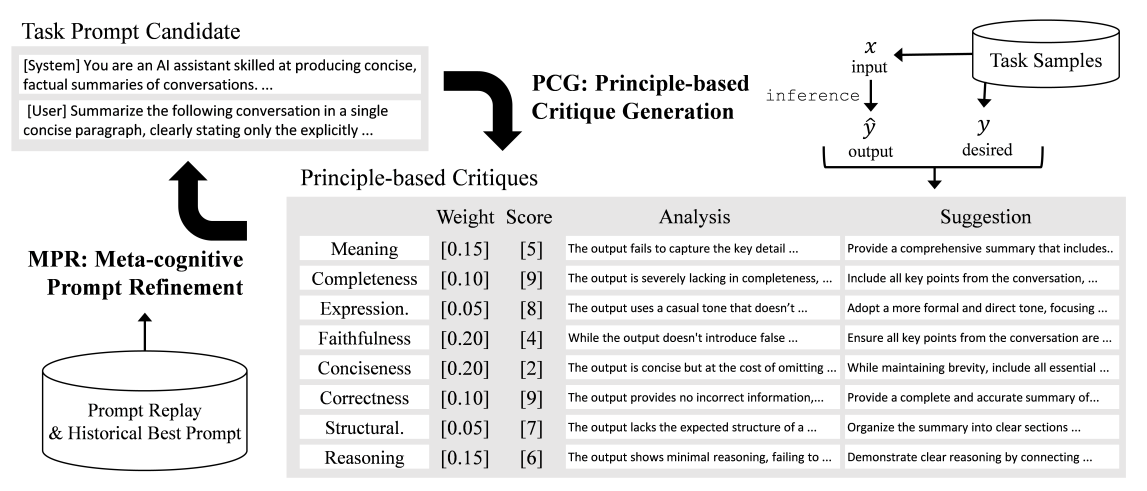 Task Prompt Candidate
[System] You are an AI assistant skilled at producing concise,
factual summaries of conversations. ...
[User] Summarize the following conversation in a single
concise paragraph, clearly stating only the explicitly ...
PCG: Principle-based
Critique Generation
x
input
Task Samples
inference
ŷ
output
y
desired
MPR: Meta-cognitive
Prompt Refinement
Prompt Replay
& Historical Best Prompt
Principle-based Critiques
Weight Score Analysis Suggestion
Meaning [0.15] [5] The output fails to capture the key detail ... Provide a comprehensive summary that includes..
Completeness [0.10] [9] The output is severely lacking in completeness, ... Include all key points from the conversation, ...
Expression. [0.05] [8] The output uses a casual tone that doesn't ... Adopt a more formal and direct tone, focusing ...
Faithfulness [0.20] [4] While the output doesn't introduce false ... Ensure all key points from the conversation are ...
Conciseness [0.20] [2] The output is concise but at the cost of omitting ... While maintaining brevity, include all essential ...
Correctness [0.10] [9] The output provides no incorrect information,... Provide a complete and accurate summary of...
Structural. [0.05] [7] The output lacks the expected structure of a ... Organize the summary into clear sections ...
Reasoning [0.15] [6] The output shows minimal reasoning, failing to ... Demonstrate clear reasoning by connecting ...